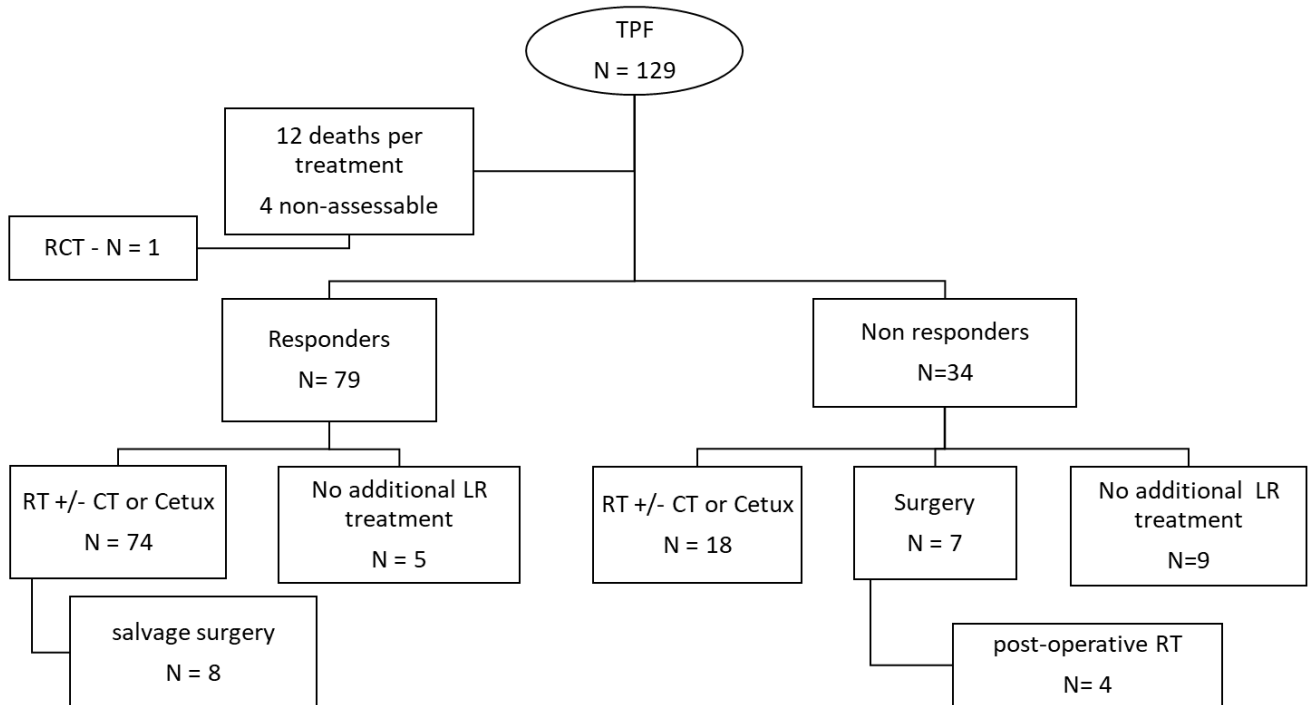 TPF
N = 129
12 deaths per
treatment
4 non-assessable
RCT - N = 1
Responders
N= 79
Non responders
N=34
RT +/- CT or Cetux
N = 74
No additional LR
treatment
N = 5
RT +/- CT or Cetux
N = 18
Surgery
N = 7
No additional  LR
treatment
N=9
salvage surgery
N = 8
post-operative RT
N= 4